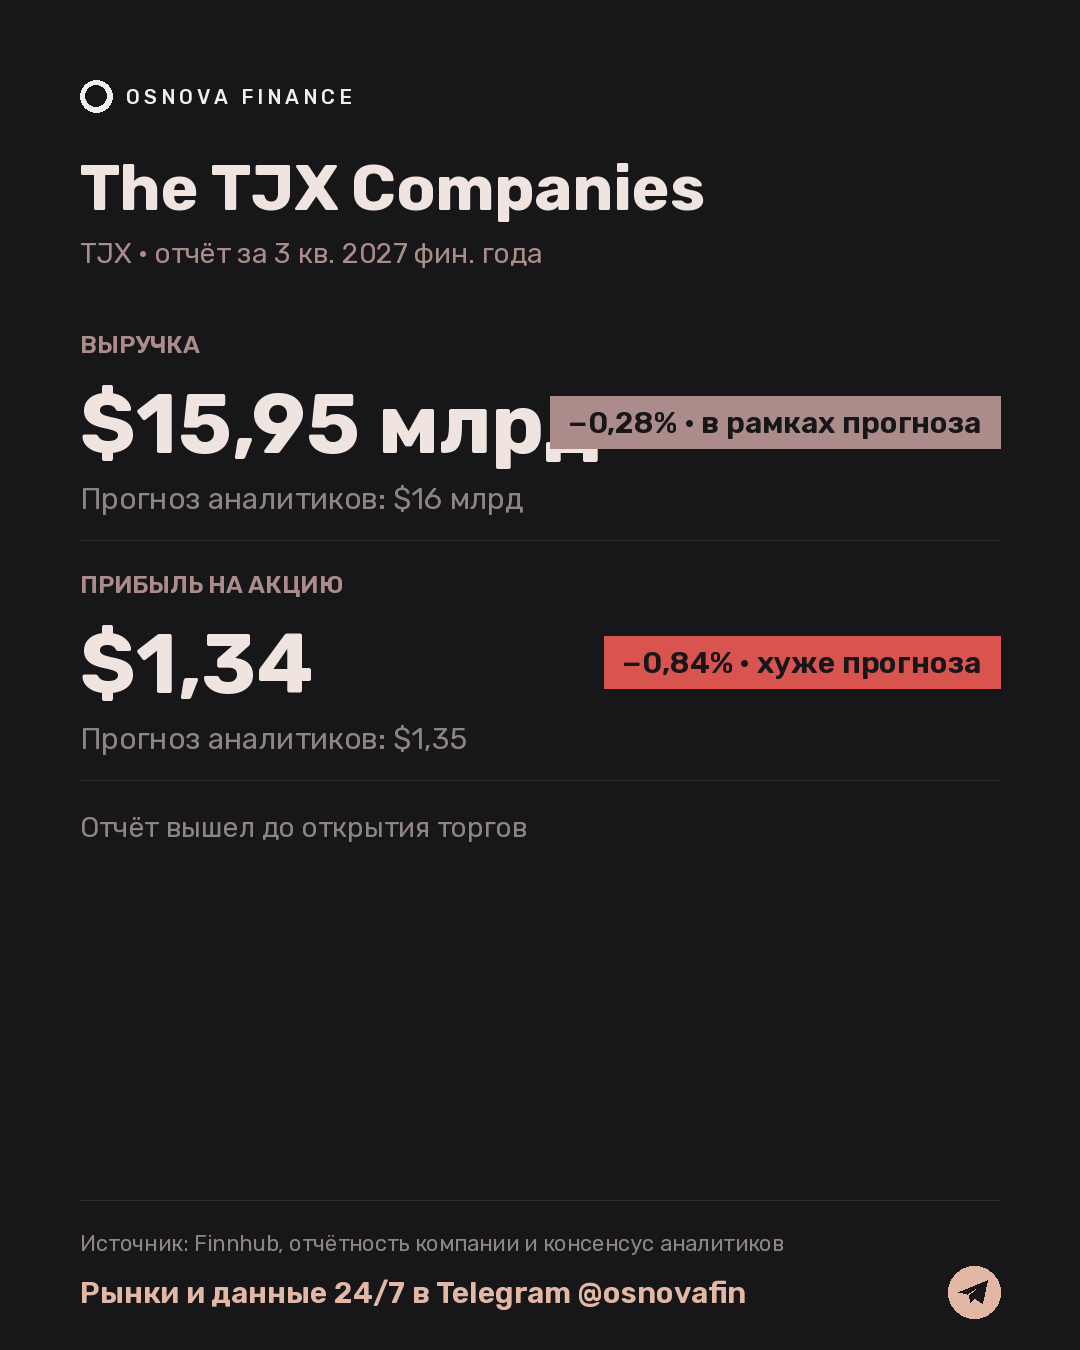 OSNOVA FINANCE
The TJX Companies
TJX • отчёт за 3 кв. 2027 фин. года
ВЫРУЧКА
$15,95 млрд
−0,28% • в рамках прогноза
Прогноз аналитиков: $16 млрд
ПРИБЫЛЬ НА АКЦИЮ
$1,34
−0,84% • хуже прогноза
Прогноз аналитиков: $1,35
Отчёт вышел до открытия торгов
Источник: Finnhub, отчётность компании и консенсус аналитиков
Рынки и данные 24/7 в Telegram @osnovafin